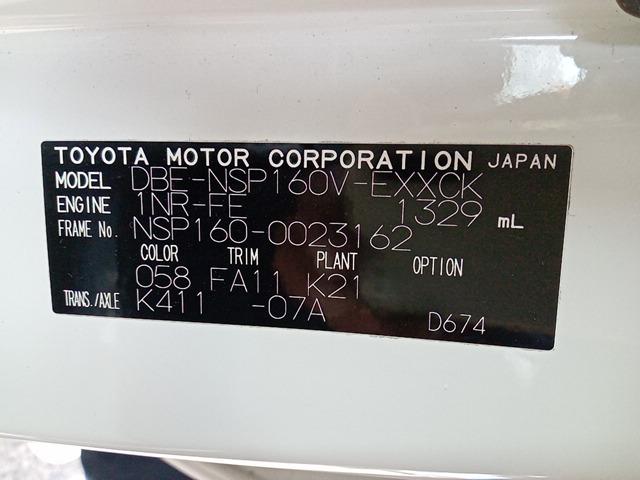 TOYOTA MOTOR CORPORATION JAPAN
MODEL DBE-NSP160V-EXXCK
ENGINE 1NR-FE 1329 mL
FRAME No. NSP160-0023162
COLOR TRIM PLANT OPTION
058 FA11 K21
TRANS./AXLE K411 -07A
D674